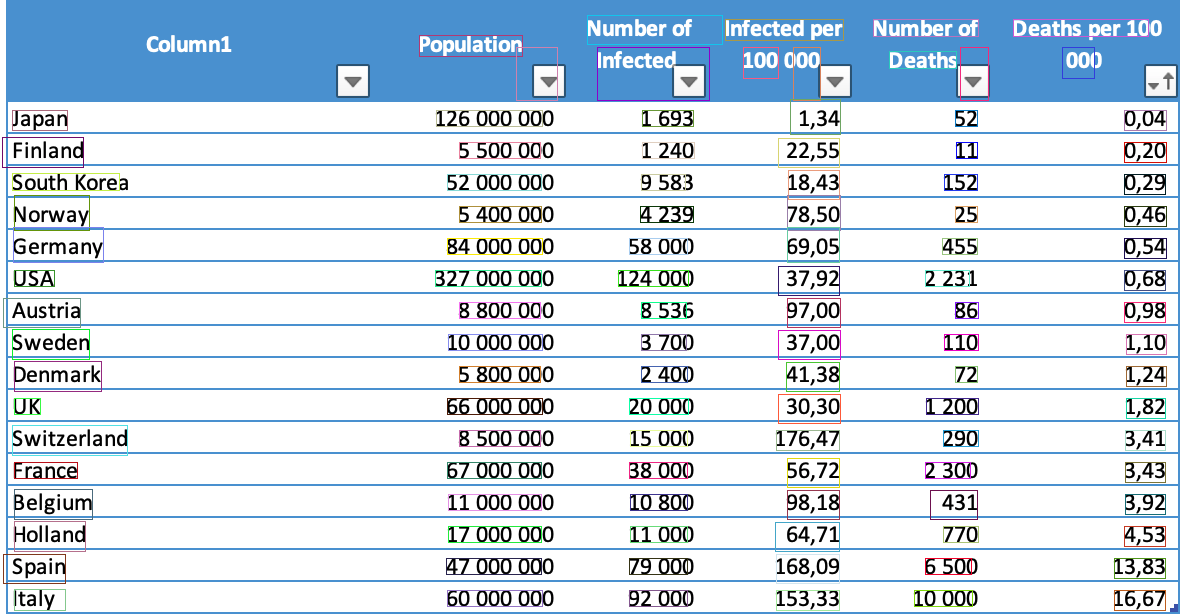 Column1 Population Number of Infected Infected per 100 000 Number of Deaths Deaths per 100 000
Japan 126 000 000 1 693 1,34 52 0,04
Finland 5 500 000 1 240 22,55 11 0,20
South Korea 52 000 000 9 583 18,43 152 0,29
Norway 5 400 000 4 239 78,50 25 0,46
Germany 84 000 000 58 000 69,05 455 0,54
USA 327 000 000 124 000 37,92 2 231 0,68
Austria 8 800 000 8 536 97,00 86 0,98
Sweden 10 000 000 3 700 37,00 110 1,10
Denmark 5 800 000 2 400 41,38 72 1,24
UK 66 000 000 20 000 30,30 1 200 1,82
Switzerland 8 500 000 15 000 176,47 290 3,41
France 67 000 000 38 000 56,72 2 300 3,43
Belgium 11 000 000 10 800 98,18 431 3,92
Holland 17 000 000 11 000 64,71 770 4,53
Spain 47 000 000 79 000 168,09 6 500 13,83
Italy 60 000 000 92 000 153,33 10 000 16,67